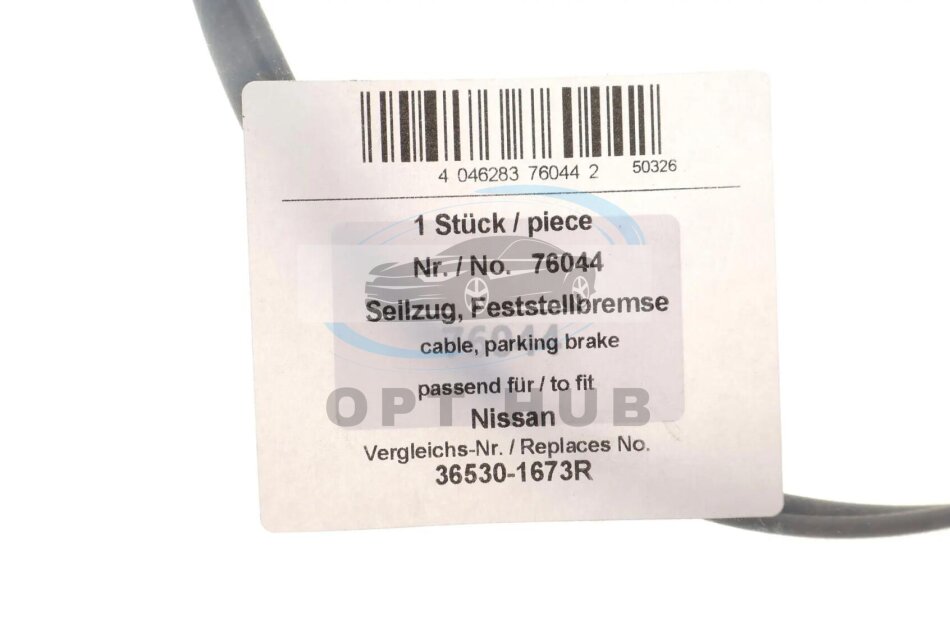 4 046283 76044 2
50326
1 Stück / piece
Nr. / No. 76044
Seilzug, Feststellbremse
76044
cable, parking brake
passend für / to fit
OPT HUB
Nissan
Vergleichs-Nr. / Replaces No.
36530-1673R